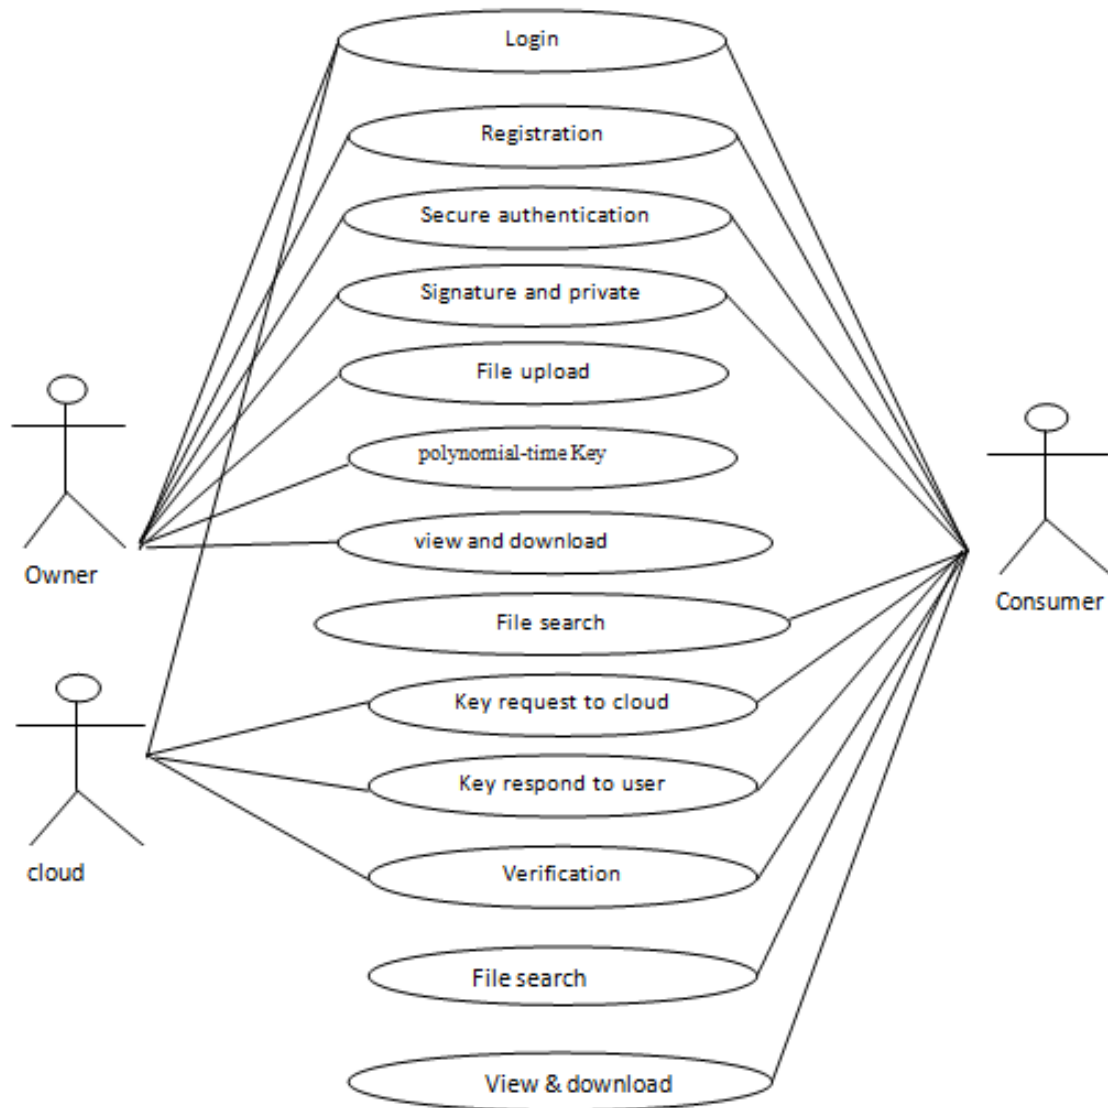 Login
Registration
Secure authentication
Signature and private
File upload
polynomial-time Key
view and download
Owner
Consumer
File search
Key request to cloud
Key respond to user
cloud
Verification
File search
View & download